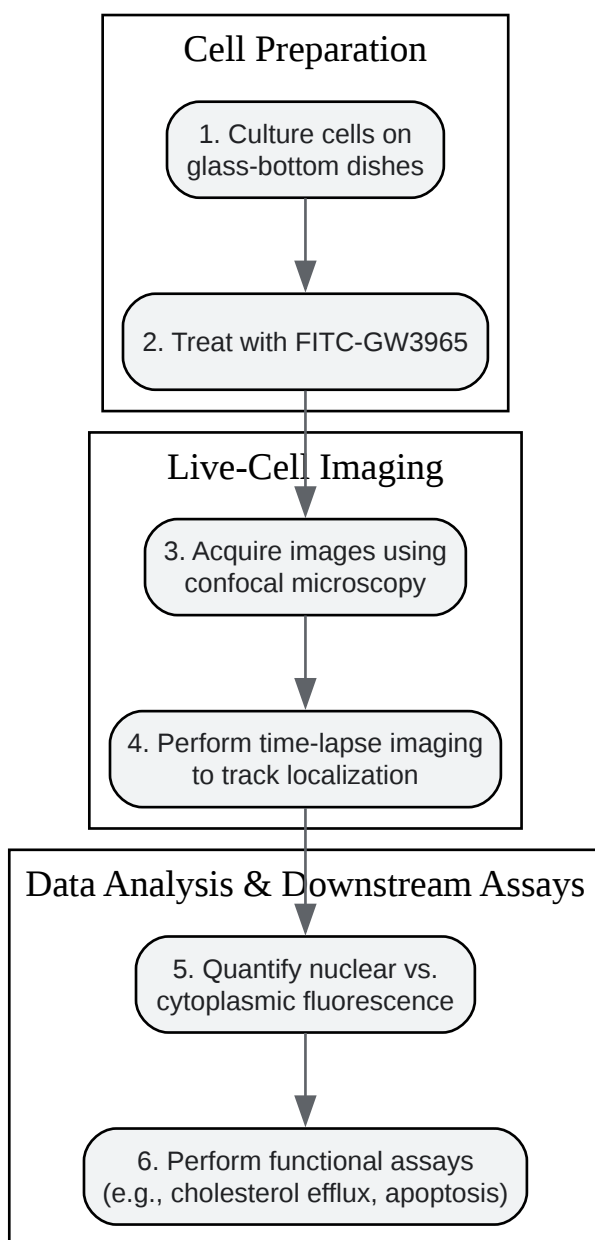 Cell Preparation
1. Culture cells on
glass-bottom dishes
2. Treat with FITC-GW3965
Live-Cell Imaging
3. Acquire images using
confocal microscopy
4. Perform time-lapse imaging
to track localization
Data Analysis & Downstream Assays
5. Quantify nuclear vs.
cytoplasmic fluorescence
6. Perform functional assays
(e.g., cholesterol efflux, apoptosis)